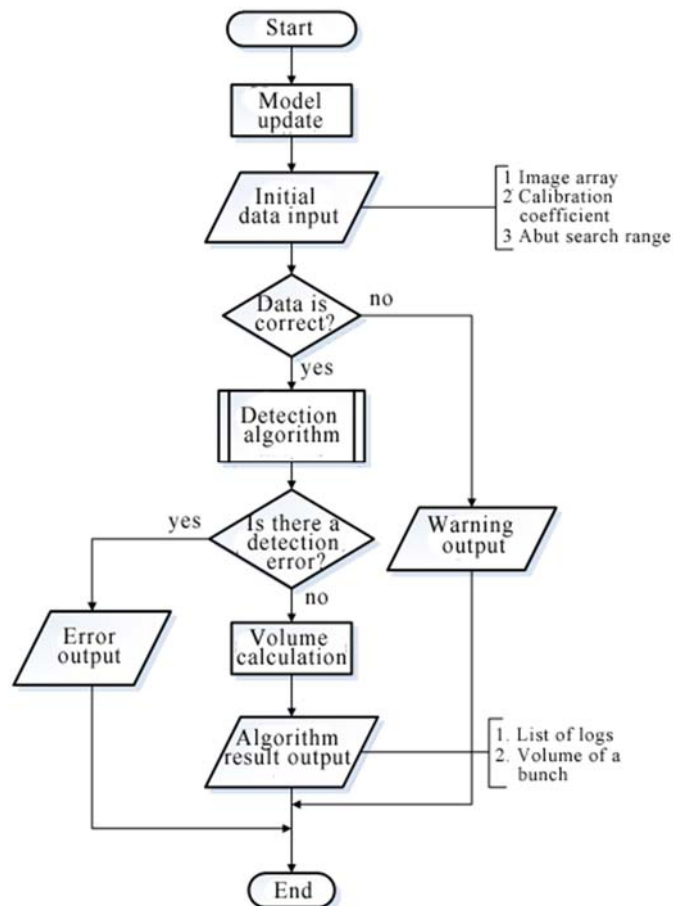 Start
Model
update
Initial
data input
1 Image array
2 Calibration
coefficient
3 Abut search range
Data is
correct?
no
yes
Detection
algorithm
Is there a
detection
error?
yes
Warning
output
no
Error
output
Volume
calculation
Algorithm
result output
1. List of logs
2. Volume of a
bunch
End